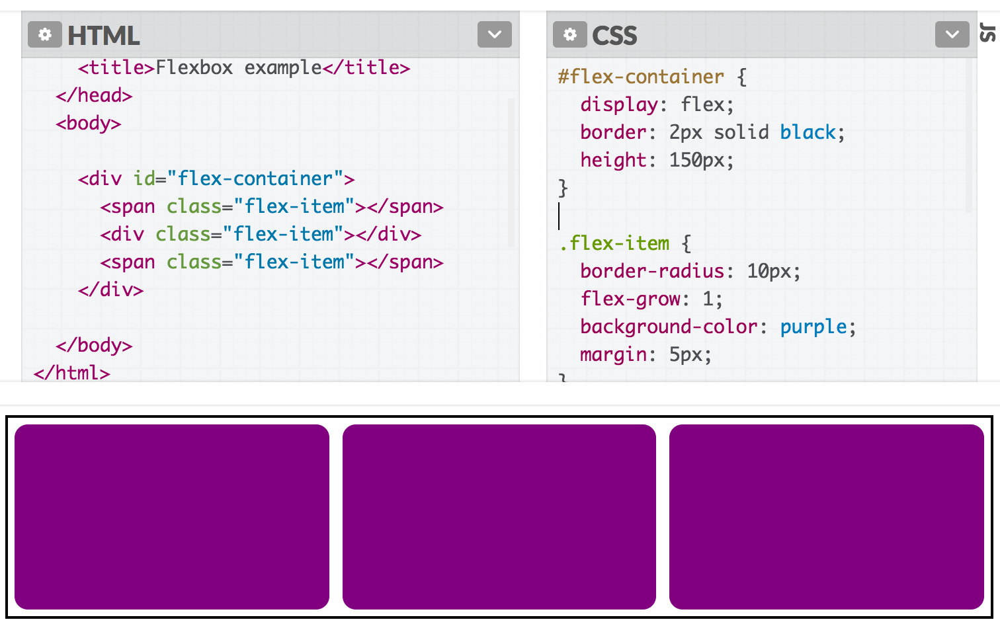 HTML
<title>Flexbox example</title>
</head>
<body>
<div id="flex-container">
<span class="flex-item"></span>
<div class="flex-item"></div>
<span class="flex-item"></span>
</div>
</body>
</html>
CSS
#flex-container {
display: flex;
border: 2px solid black;
height: 150px;
}
.flex-item {
border-radius: 10px;
flex-grow: 1;
background-color: purple;
margin: 5px;
}
JS